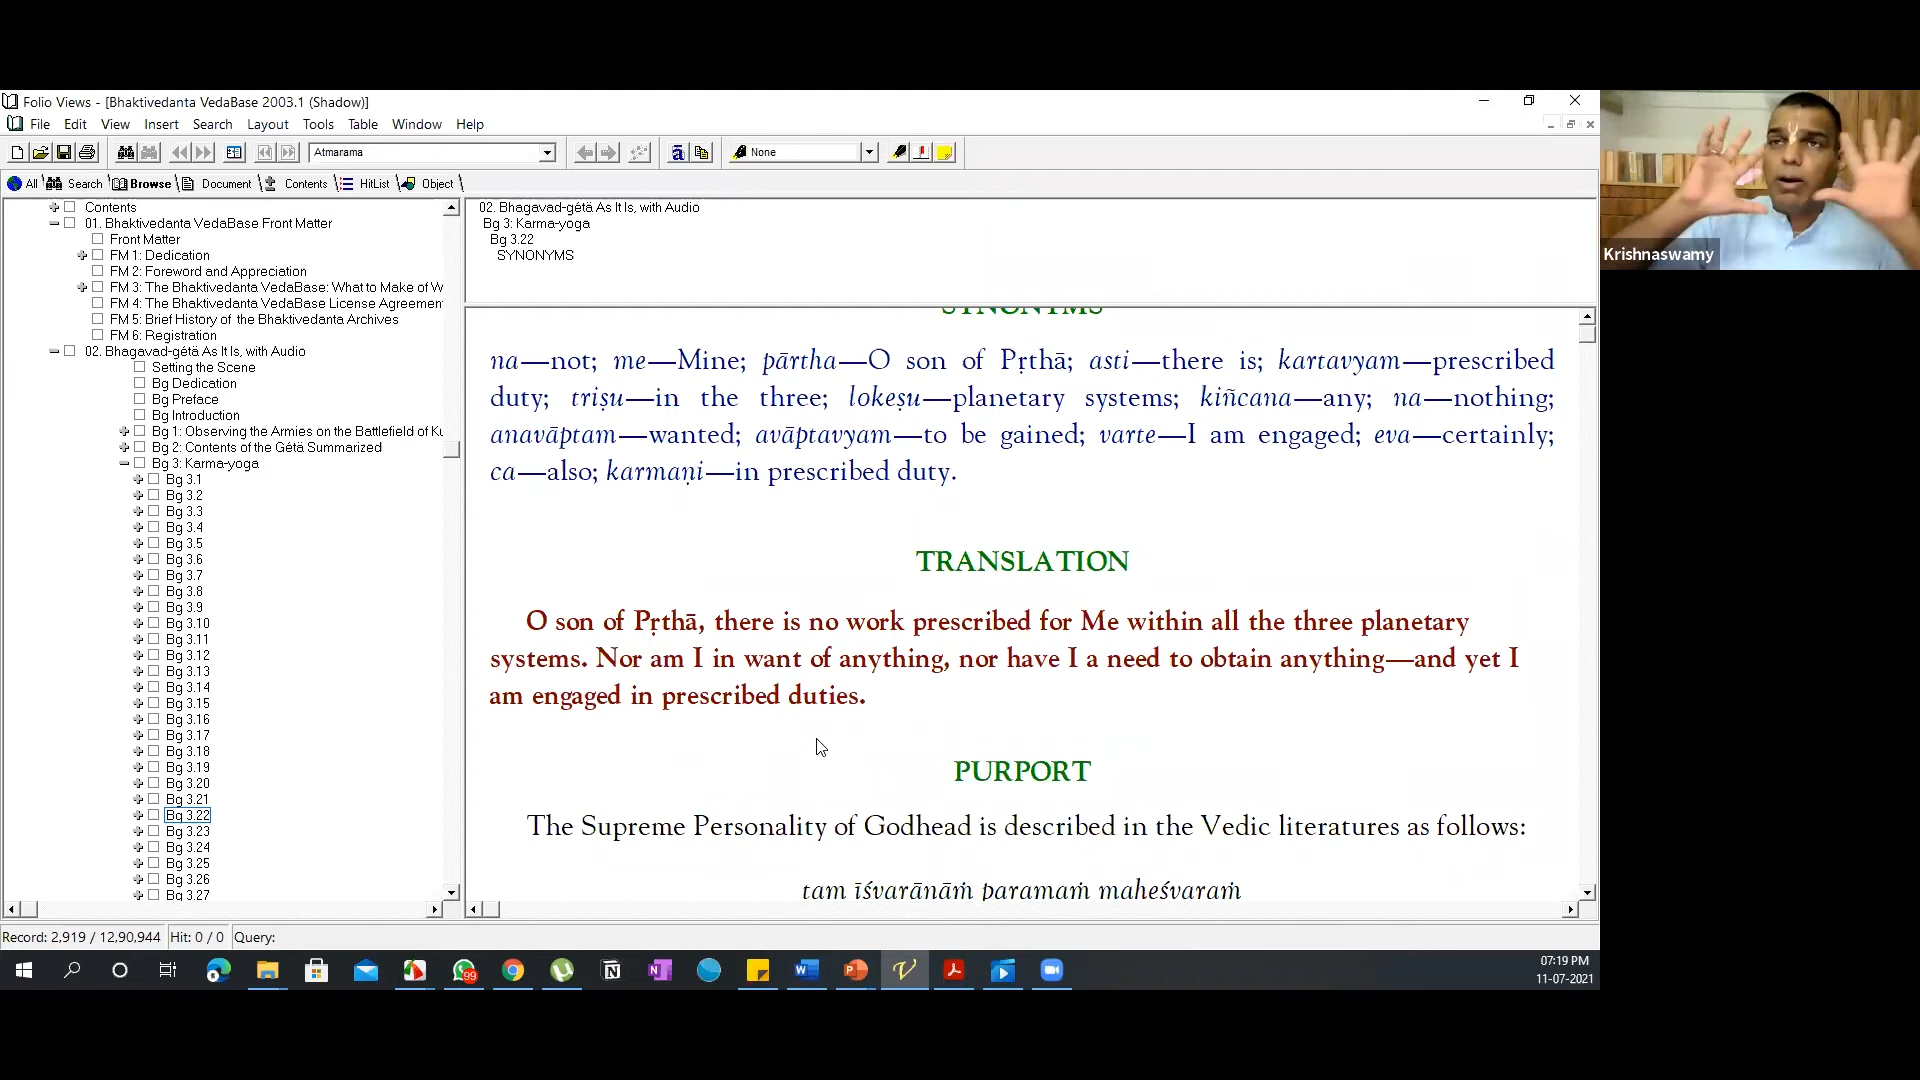 Folio Views - [Bhaktivedanta VedaBase 2003.1 (Shadow)]
File Edit View Insert Search Layout Tools Table Window Help
Atmarama
None
All Search Browse Document Contents HitList Object
Contents
01. Bhaktivedanta VedaBase Front Matter
Front Matter
FM 1: Dedication
FM 2: Foreword and Appreciation
FM 3: The Bhaktivedanta VedaBase: What to Make of W
FM 4: The Bhaktivedanta VedaBase License Agreemen
FM 5: Brief History of the Bhaktivedanta Archives
FM 6: Registration
02. Bhagavad-gétä As It Is, with Audio
Setting the Scene
Bg Dedication
Bg Preface
Bg Introduction
Bg 1: Observing the Armies on the Battlefield of Ku
Bg 2: Contents of the Gétä Summarized
Bg 3: Karma-yoga
Bg 3.1
Bg 3.2
Bg 3.3
Bg 3.4
Bg 3.5
Bg 3.6
Bg 3.7
Bg 3.8
Bg 3.9
Bg 3.10
Bg 3.11
Bg 3.12
Bg 3.13
Bg 3.14
Bg 3.15
Bg 3.16
Bg 3.17
Bg 3.18
Bg 3.19
Bg 3.20
Bg 3.21
Bg 3.22
Bg 3.23
Bg 3.24
Bg 3.25
Bg 3.26
Bg 3.27
02. Bhagavad-gétä As It Is, with Audio
Bg 3: Karma-yoga
Bg 3.22
SYNONYMS
SYNONYMS
na—not; me—Mine; pārtha—O son of Pṛthā; asti—there is; kartavyam—prescribed
duty; triṣu—in the three; lokeṣu—planetary systems; kiñcana—any; na—nothing;
anavāptam—wanted; avāptavyam—to be gained; varte—I am engaged; eva—certainly;
ca—also; karmaṇi—in prescribed duty.
TRANSLATION
O son of Pṛthā, there is no work prescribed for Me within all the three planetary
systems. Nor am I in want of anything, nor have I a need to obtain anything—and yet I
am engaged in prescribed duties.
PURPORT
The Supreme Personality of Godhead is described in the Vedic literatures as follows:
tam īśvarāṇāṁ paramaṁ maheśvaraṁ
Krishnaswamy
Record: 2,919 / 12,90,944 Hit: 0 / 0 Query:
99
07:19 PM
11-07-2021